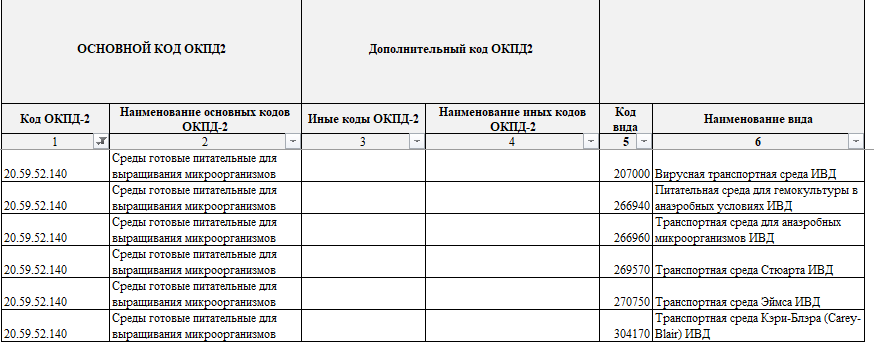 ОСНОВНОЙ КОД ОКПД2
Дополнительный код ОКПД2
Код ОКПД-2
Наименование основных кодов
ОКПД-2
Иные коды ОКПД-2
Наименование иных кодов
ОКПД-2
Код
вида
Наименование вида
1
2
3
4
5
6
Среды готовые питательные для
20.59.52.140
выращивания микроорганизмов
207000
Вирусная транспортная среда ИВД
Среды готовые питательные для
Питательная среда для гемокультуры в
20.59.52.140
выращивания микроорганизмов
266940
анаэробных условиях ИВД
Среды готовые питательные для
Транспортная среда для анаэробных
20.59.52.140
выращивания микроорганизмов
266960
микроорганизмов ИВД
Среды готовые питательные для
20.59.52.140
выращивания микроорганизмов
269570
Транспортная среда Стюарта ИВД
Среды готовые питательные для
20.59.52.140
выращивания микроорганизмов
270750
Транспортная среда Эймса ИВД
Среды готовые питательные для
Транспортная среда Кэри-Блэра (Carey-
20.59.52.140
выращивания микроорганизмов
304170
Blair) ИВД